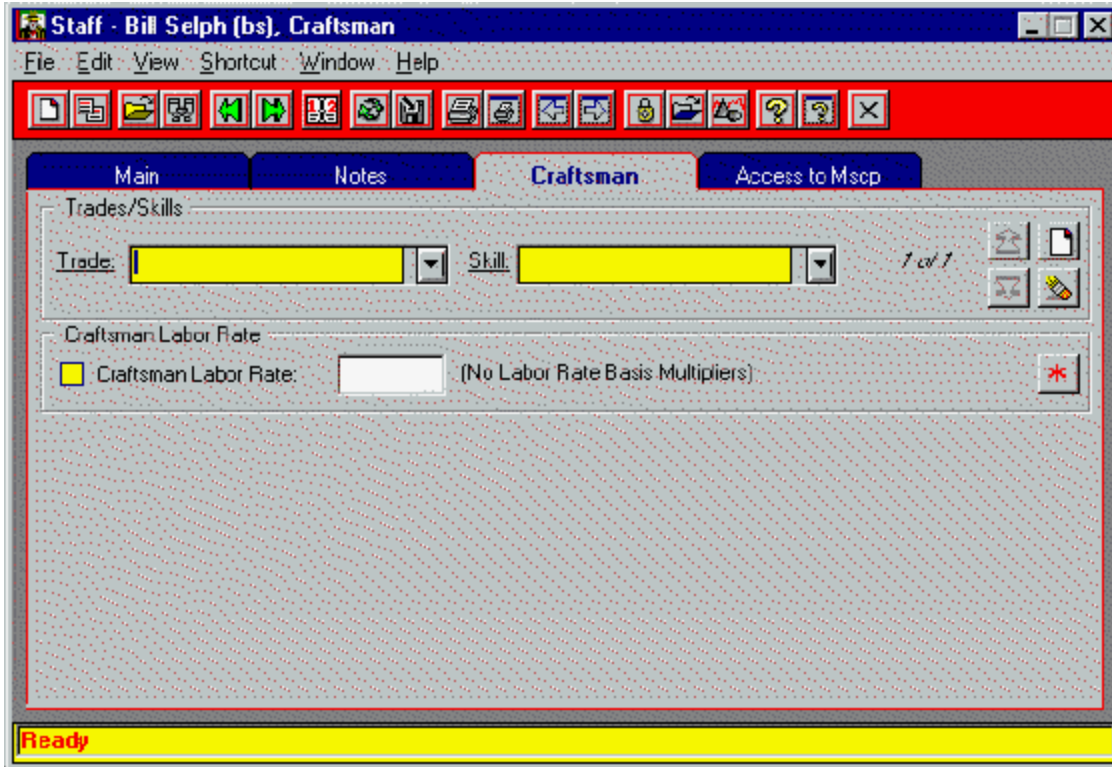 Staff - Bill Selph (bs), Craftsman
File Edit View Shortcut Window Help
Main Notes Craftsman Access to Mscp
Trades/Skills
Trade: Skill: 1 of 1
Craftsman Labor Rate
Craftsman Labor Rate: (No Labor Rate Basis Multipliers)
Ready